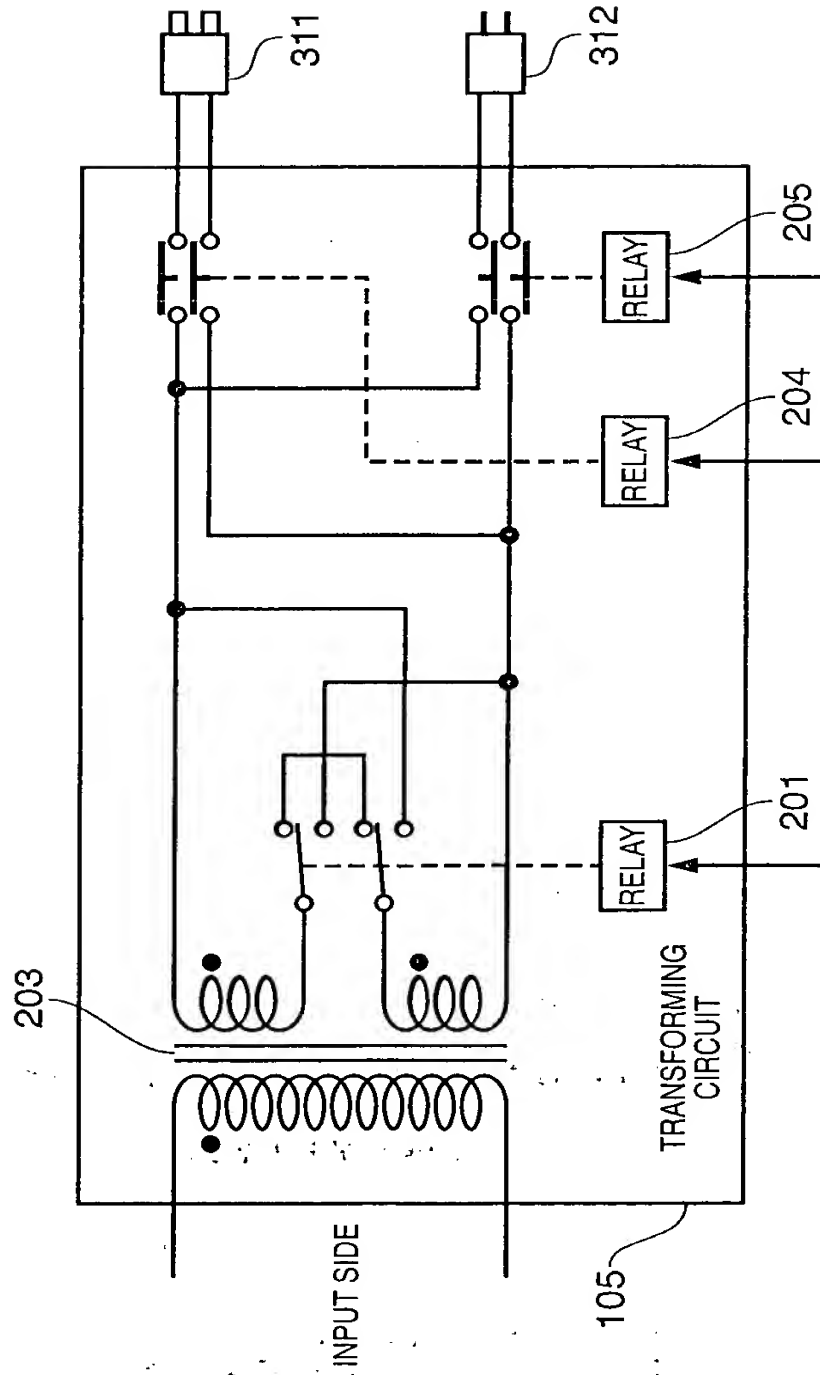 INPUT SIDE
105
TRANSFORMING
CIRCUIT
203
RELAY
201
RELAY
204
RELAY
205
311
312